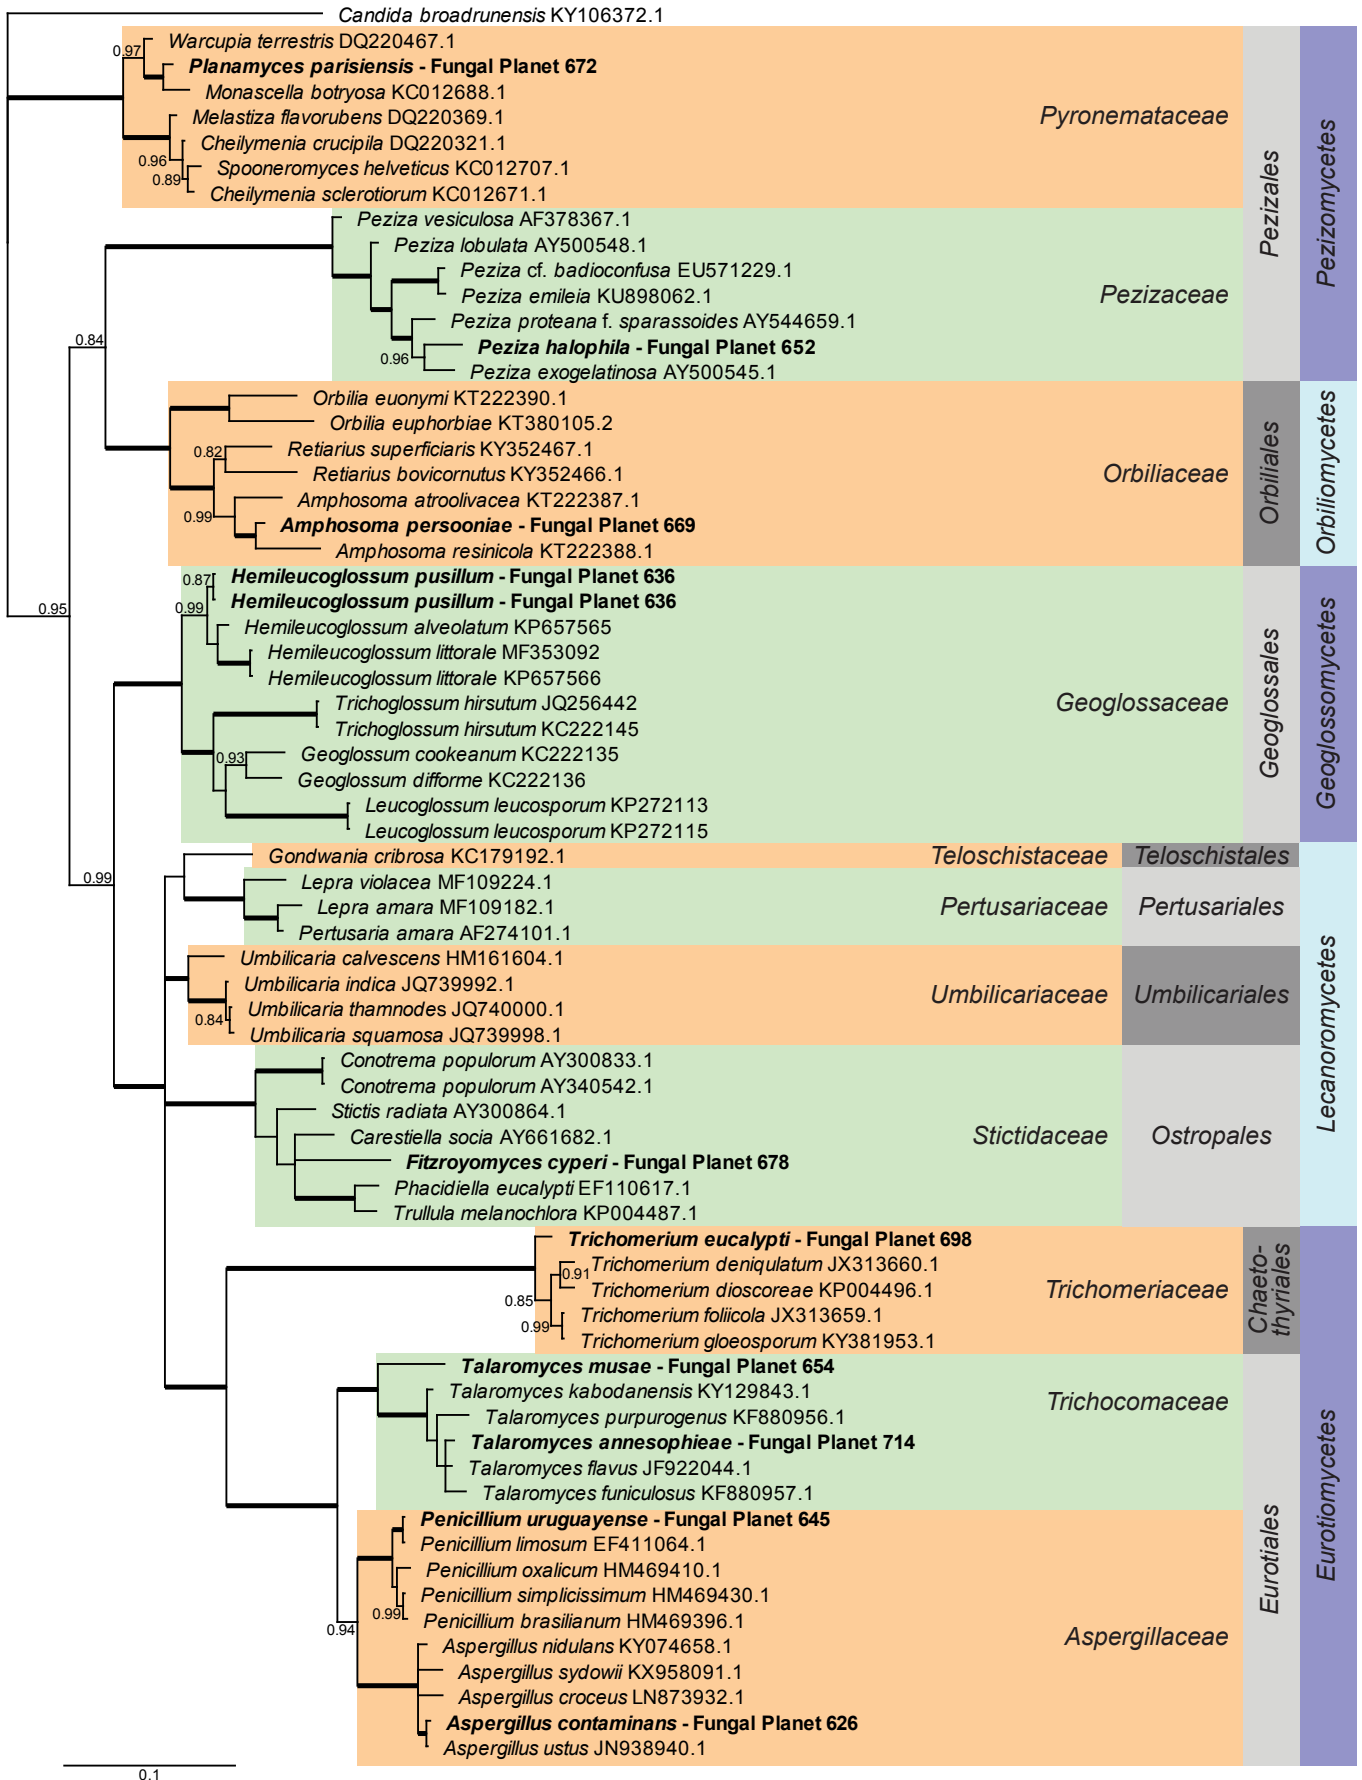 Candida broadrunensis KY106372.1
0.97
Warcupia terrestris DQ220467.1
Planamyces parisiensis - Fungal Planet 672
Monascella botryosa KC012688.1
Melastiza flavorubens DQ220369.1
Cheilymenia crucipila DQ220321.1
0.96
Spooneromyces helveticus KC012707.1
0.89
Cheilymenia sclerotiorum KC012671.1
Pyronemataceae
Peziza vesiculosa AF378367.1
Peziza lobulata AY500548.1
Peziza cf. badioconfusa EU571229.1
Peziza emileia KU898062.1
Peziza proteana f. sparassoides AY544659.1
0.84
Peziza halophila - Fungal Planet 652
0.96
Peziza exogelatinosa AY500545.1
Pezizaceae
Pezizales
Pezizomycetes
Orbilia euonymi KT222390.1
Orbilia euphorbiae KT380105.2
0.82
Retiarius superficiaris KY352467.1
Retiarius bovicornutus KY352466.1
Amphosoma atroolivacea KT222387.1
0.99
Amphosoma persooniae - Fungal Planet 669
Amphosoma resinicola KT222388.1
Orbiliaceae
Orbiliales
Orbiliomycetes
0.87
Hemileucoglossum pusillum - Fungal Planet 636
0.95
0.99
Hemileucoglossum pusillum - Fungal Planet 636
Hemileucoglossum alveolatum KP657565
Hemileucoglossum littorale MF353092
Hemileucoglossum littorale KP657566
Trichoglossum hirsutum JQ256442
Trichoglossum hirsutum KC222145
0.93
Geoglossum cookeanum KC222135
Geoglossum difforme KC222136
Leucoglossum leucosporum KP272113
Leucoglossum leucosporum KP272115
Geoglossaceae
Geoglossales
Geoglossomycetes
0.99
Gondwania cribrosa KC179192.1
Teloschistaceae
Teloschistales
Lepra violacea MF109224.1
Lepra amara MF109182.1
Pertusaria amara AF274101.1
Pertusariaceae
Pertusariales
Umbilicaria calvescens HM161604.1
Umbilicaria indica JQ739992.1
Umbilicaria thamnodes JQ740000.1
0.84
Umbilicaria squamosa JQ739998.1
Umbilicariaceae
Umbilicariales
Conotrema populorum AY300833.1
Conotrema populorum AY340542.1
Stictis radiata AY300864.1
Carestiella socia AY661682.1
Fitzroyomyces cyperi - Fungal Planet 678
Phacidiella eucalypti EF110617.1
Trullula melanochlora KP004487.1
Stictidaceae
Ostropales
Lecanoromycetes
Trichomerium eucalypti - Fungal Planet 698
Trichomerium deniqulatum JX313660.1
0.91
Trichomerium dioscoreae KP004496.1
0.85
Trichomerium foliicola JX313659.1
0.99
Trichomerium gloeosporum KY381953.1
Trichomeriaceae
Chaeto-
thyriales
Talaromyces musae - Fungal Planet 654
Talaromyces kabodanensis KY129843.1
Talaromyces purpurogenus KF880956.1
Talaromyces annesophieae - Fungal Planet 714
Talaromyces flavus JF922044.1
Talaromyces funiculosus KF880957.1
Trichocomaceae
Penicillium uruguayense - Fungal Planet 645
Penicillium limosum EF411064.1
Penicillium oxalicum HM469410.1
Penicillium simplicissimum HM469430.1
0.99
Penicillium brasilianum HM469396.1
0.94
Aspergillus nidulans KY074658.1
Aspergillus sydowii KX958091.1
Aspergillus croceus LN873932.1
Aspergillus contaminans - Fungal Planet 626
Aspergillus ustus JN938940.1
Aspergillaceae
Eurotiales
Eurotiomycetes
0.1